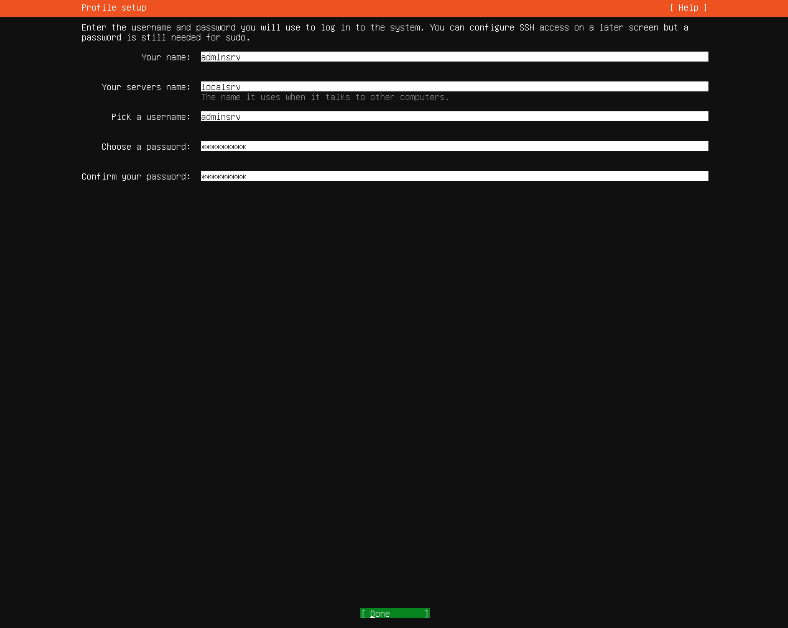 Profile setup [ Help ]
Enter the username and password you will use to log in to the system. You can configure SSH access on a later screen but a
password is still needed for sudo.
Your name: adminsrv
Your servers name: localsrv
The name it uses when it talks to other computers.
Pick a username: adminsrv
Choose a password: *********
Confirm your password: *********
[ Done ]